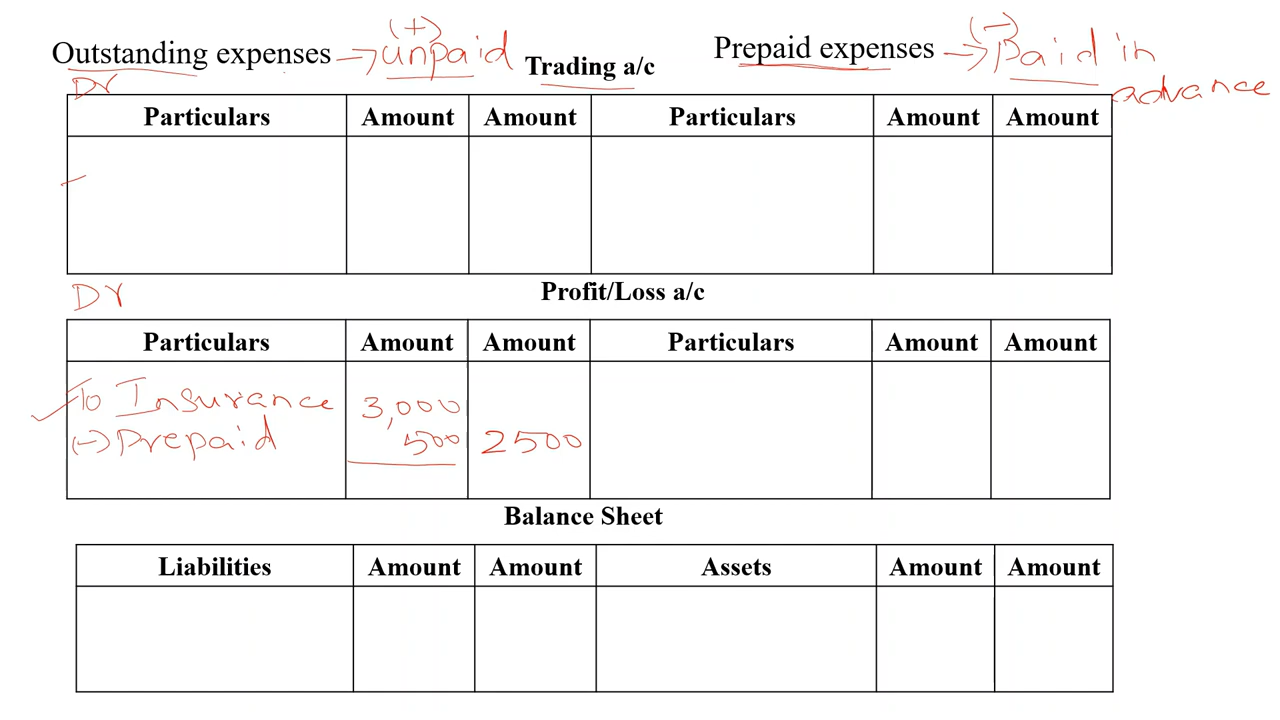 (+) (-)
Outstanding expenses → unpaid Prepaid expenses → Paid in advance
Trading a/c
Dr
Particulars Amount Amount Particulars Amount Amount
Dr Profit/Loss a/c
Particulars Amount Amount Particulars Amount Amount
To Insurance 3,000
(-) Prepaid 500 2500
Balance Sheet
Liabilities Amount Amount Assets Amount Amount